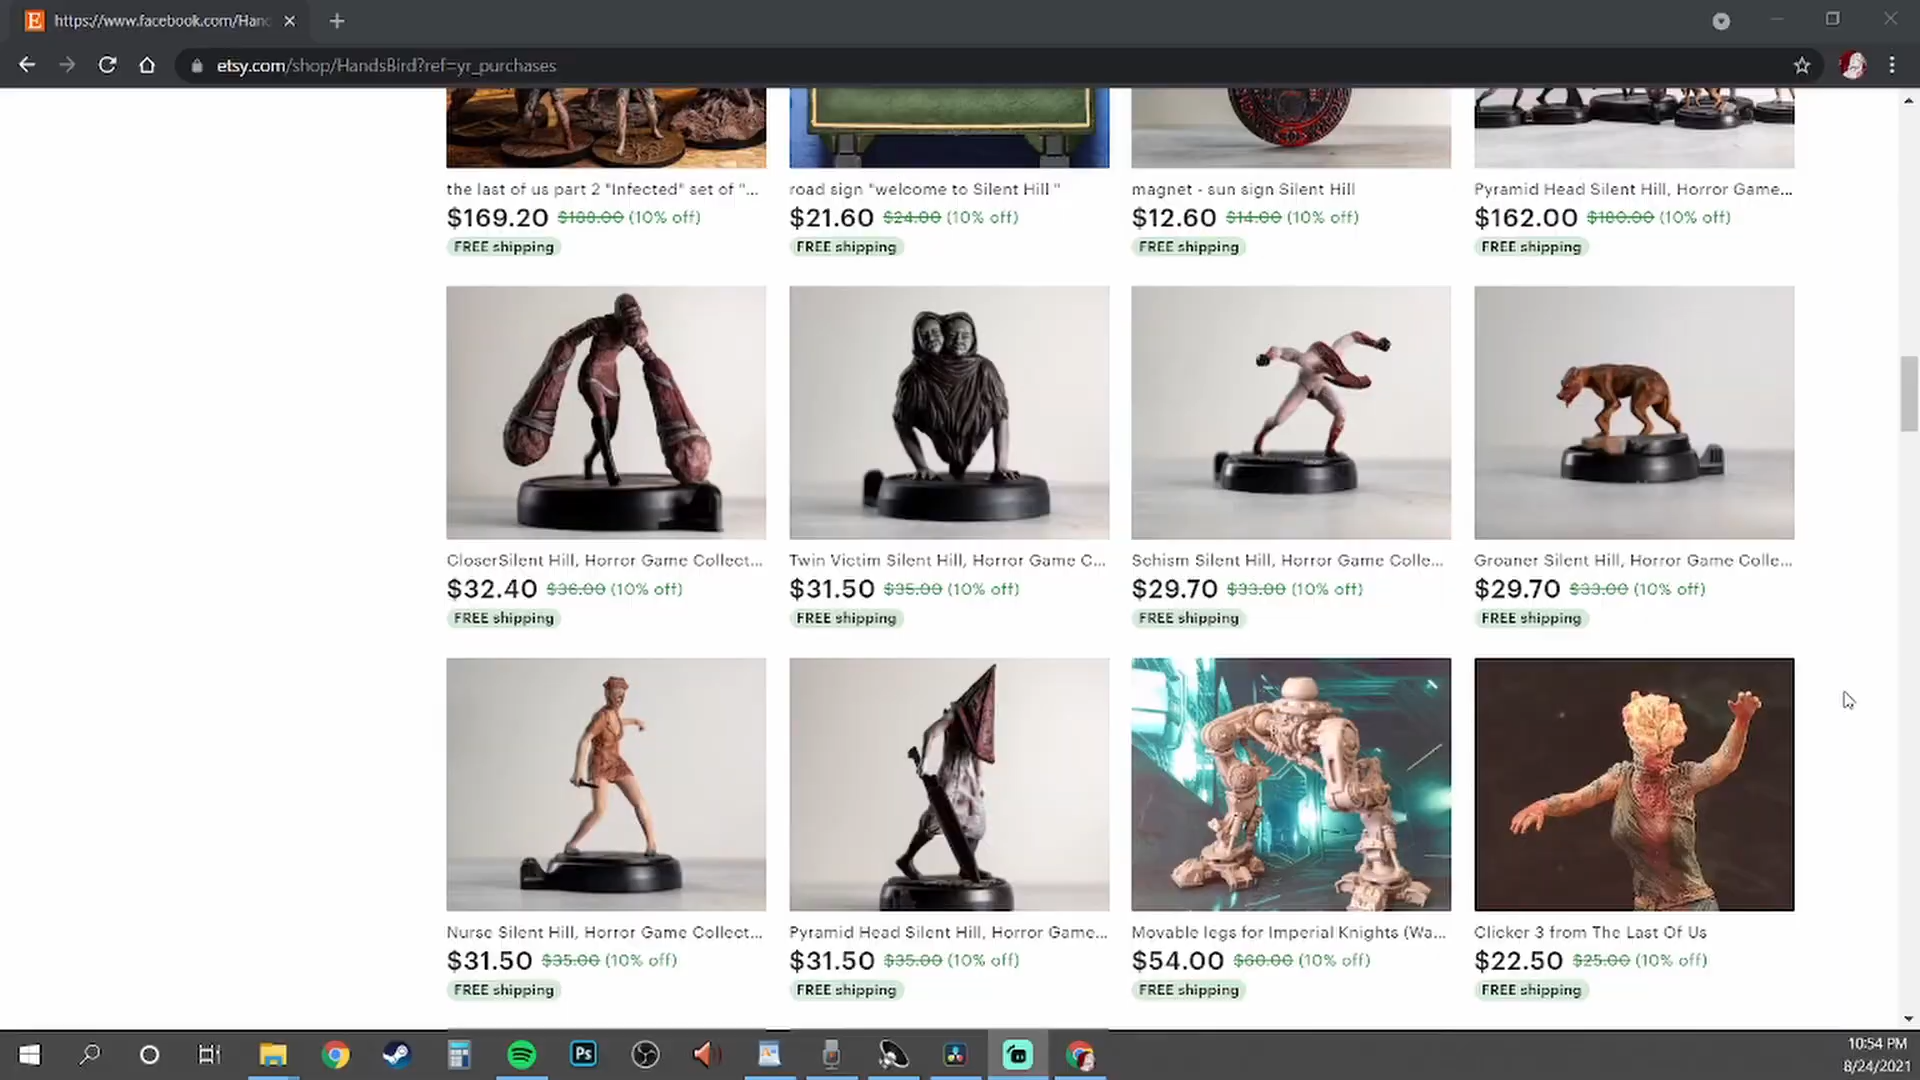 https://www.facebook.com/Han
etsy.com/shop/HandsBird?ref=yr_purchases
the last of us part 2 "Infected" set of "...
$169.20 $188.00 (10% off)
FREE shipping
road sign "welcome to Silent Hill "
$21.60 $24.00 (10% off)
FREE shipping
magnet - sun sign Silent Hill
$12.60 $14.00 (10% off)
FREE shipping
Pyramid Head Silent Hill, Horror Game...
$162.00 $180.00 (10% off)
FREE shipping
CloserSilent Hill, Horror Game Collect...
$32.40 $36.00 (10% off)
FREE shipping
Twin Victim Silent Hill, Horror Game C...
$31.50 $35.00 (10% off)
FREE shipping
Schism Silent Hill, Horror Game Colle...
$29.70 $33.00 (10% off)
FREE shipping
Groaner Silent Hill, Horror Game Colle...
$29.70 $33.00 (10% off)
FREE shipping
Nurse Silent Hill, Horror Game Collect...
$31.50 $35.00 (10% off)
FREE shipping
Pyramid Head Silent Hill, Horror Game...
$31.50 $35.00 (10% off)
FREE shipping
Movable legs for Imperial Knights (Wa...
$54.00 $60.00 (10% off)
FREE shipping
Clicker 3 from The Last Of Us
$22.50 $25.00 (10% off)
FREE shipping
Ps
10:54 PM
8/24/2021